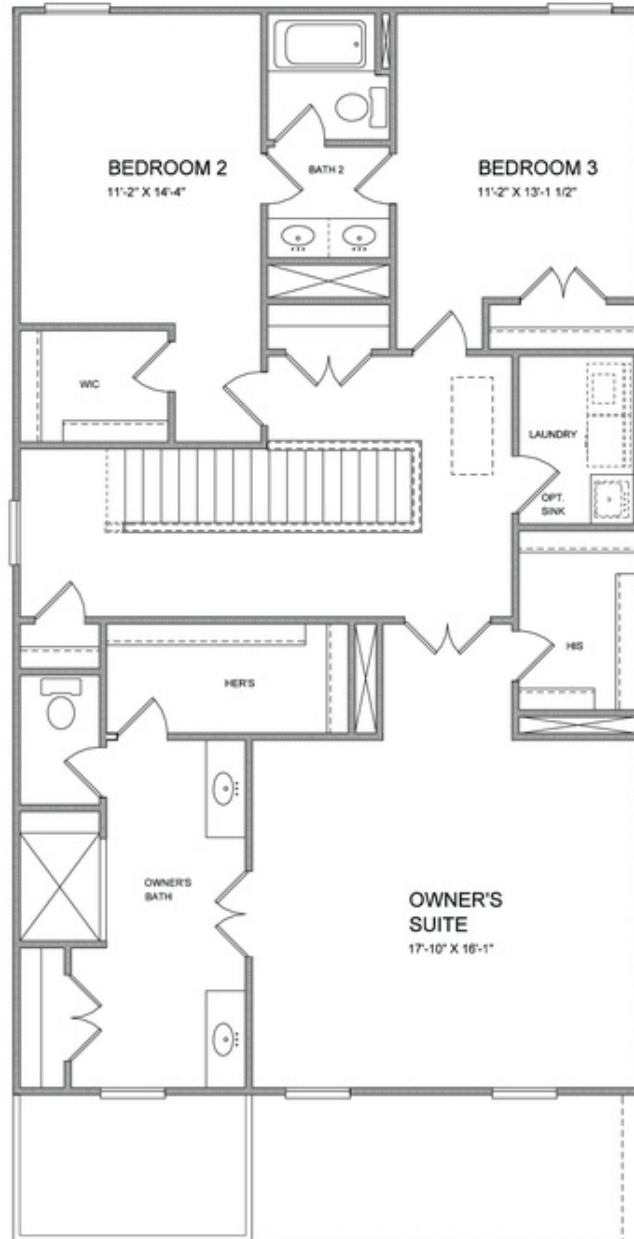 BEDROOM 2
11'-2" X 14'-4"
BATH 2
BEDROOM 3
11'-2" X 13'-1 1/2"
WIC
LAUNDRY
OPT.
SINK
HER'S
HIS
OWNER'S
BATH
OWNER'S
SUITE
17'-10" X 16'-1"